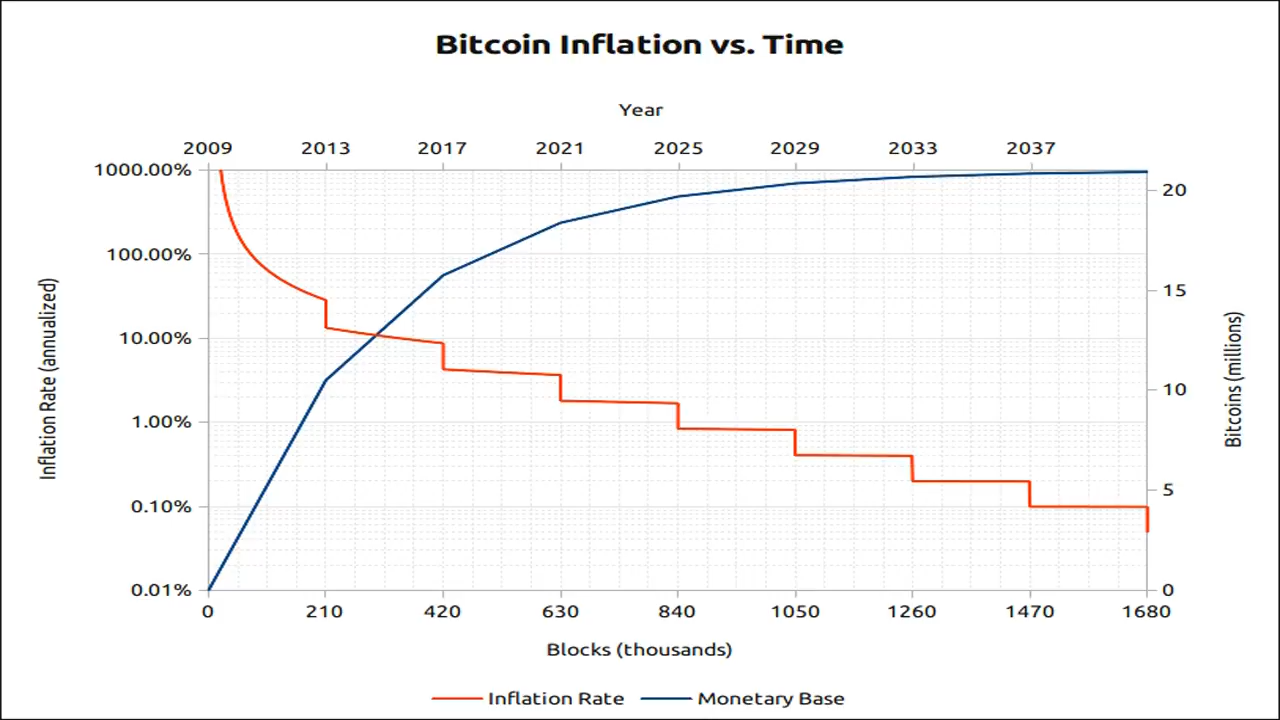 Bitcoin Inflation vs. Time
Year
2009 2013 2017 2021 2025 2029 2033 2037
1000.00%
100.00%
10.00%
1.00%
0.10%
0.01%
Inflation Rate (annualized)
20
15
10
5
0
Bitcoins (millions)
0 210 420 630 840 1050 1260 1470 1680
Blocks (thousands)
Inflation Rate Monetary Base